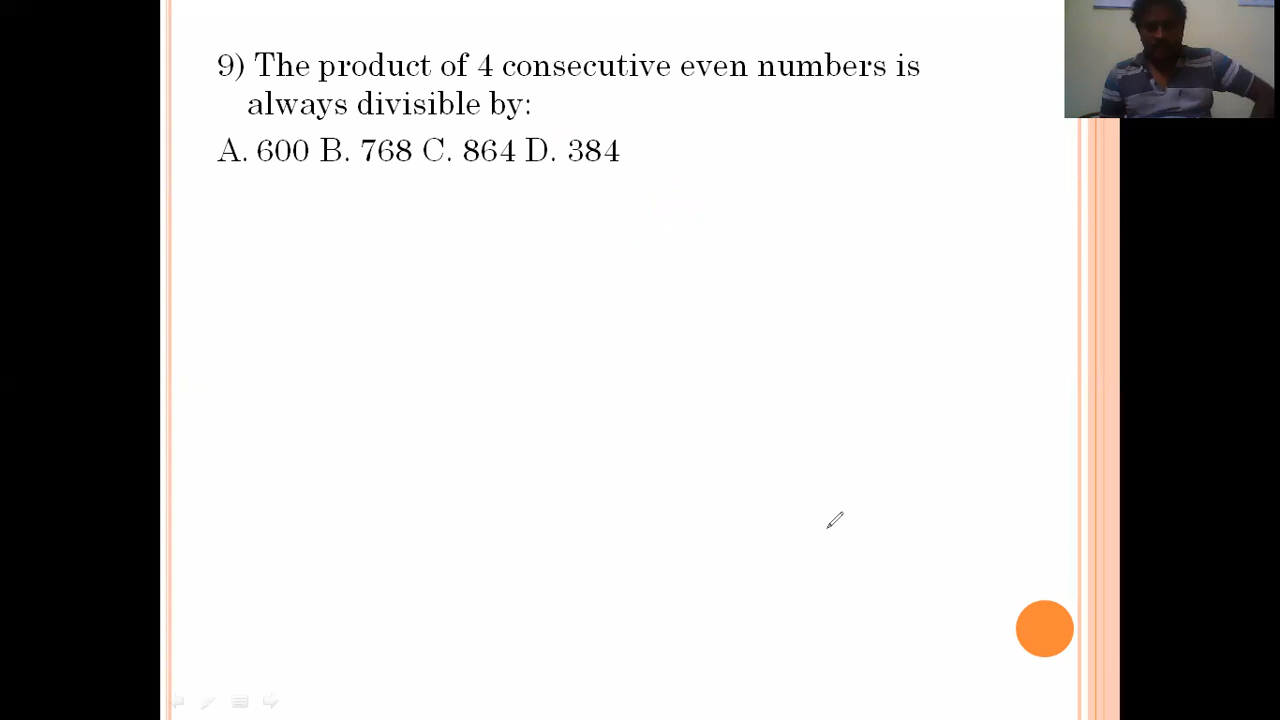 9) The product of 4 consecutive even numbers is
always divisible by:
A. 600 B. 768 C. 864 D. 384